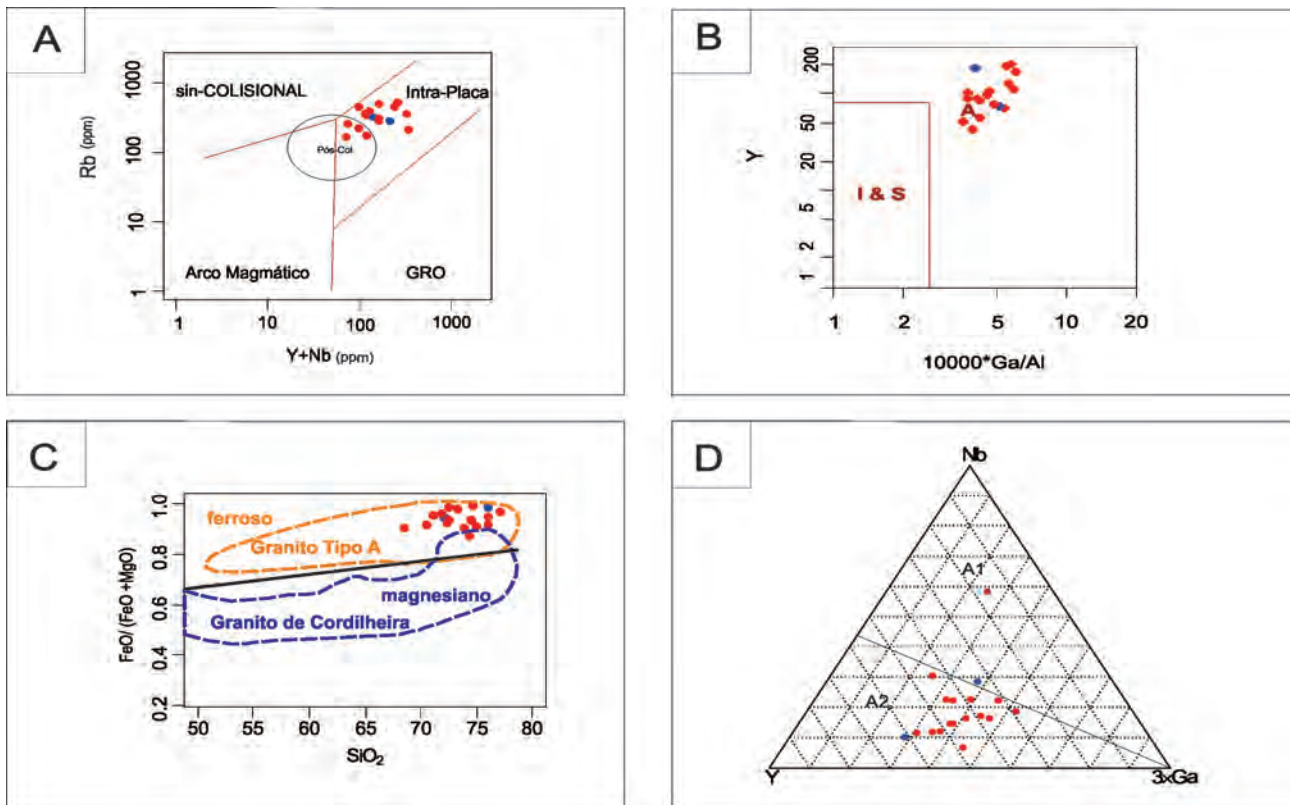 A
sin-COLISIONAL
Intra-Placa
Pós-Col.
Arco Magmático
GRO
Rb (ppm)
1000
100
10
1
1 10 100 1000
Y+Nb (ppm)
B
A
I & S
Y
200
50
20
5
2
1
1 2 5 10 20
10000*Ga/Al
C
ferroso
Granito Tipo A
magnesiano
Granito de Cordilheira
FeO/(FeO+MgO)
1.0
0.8
0.6
0.4
0.2
50 55 60 65 70 75 80
SiO₂
D
Nb
A1
A2
Y 3xGa